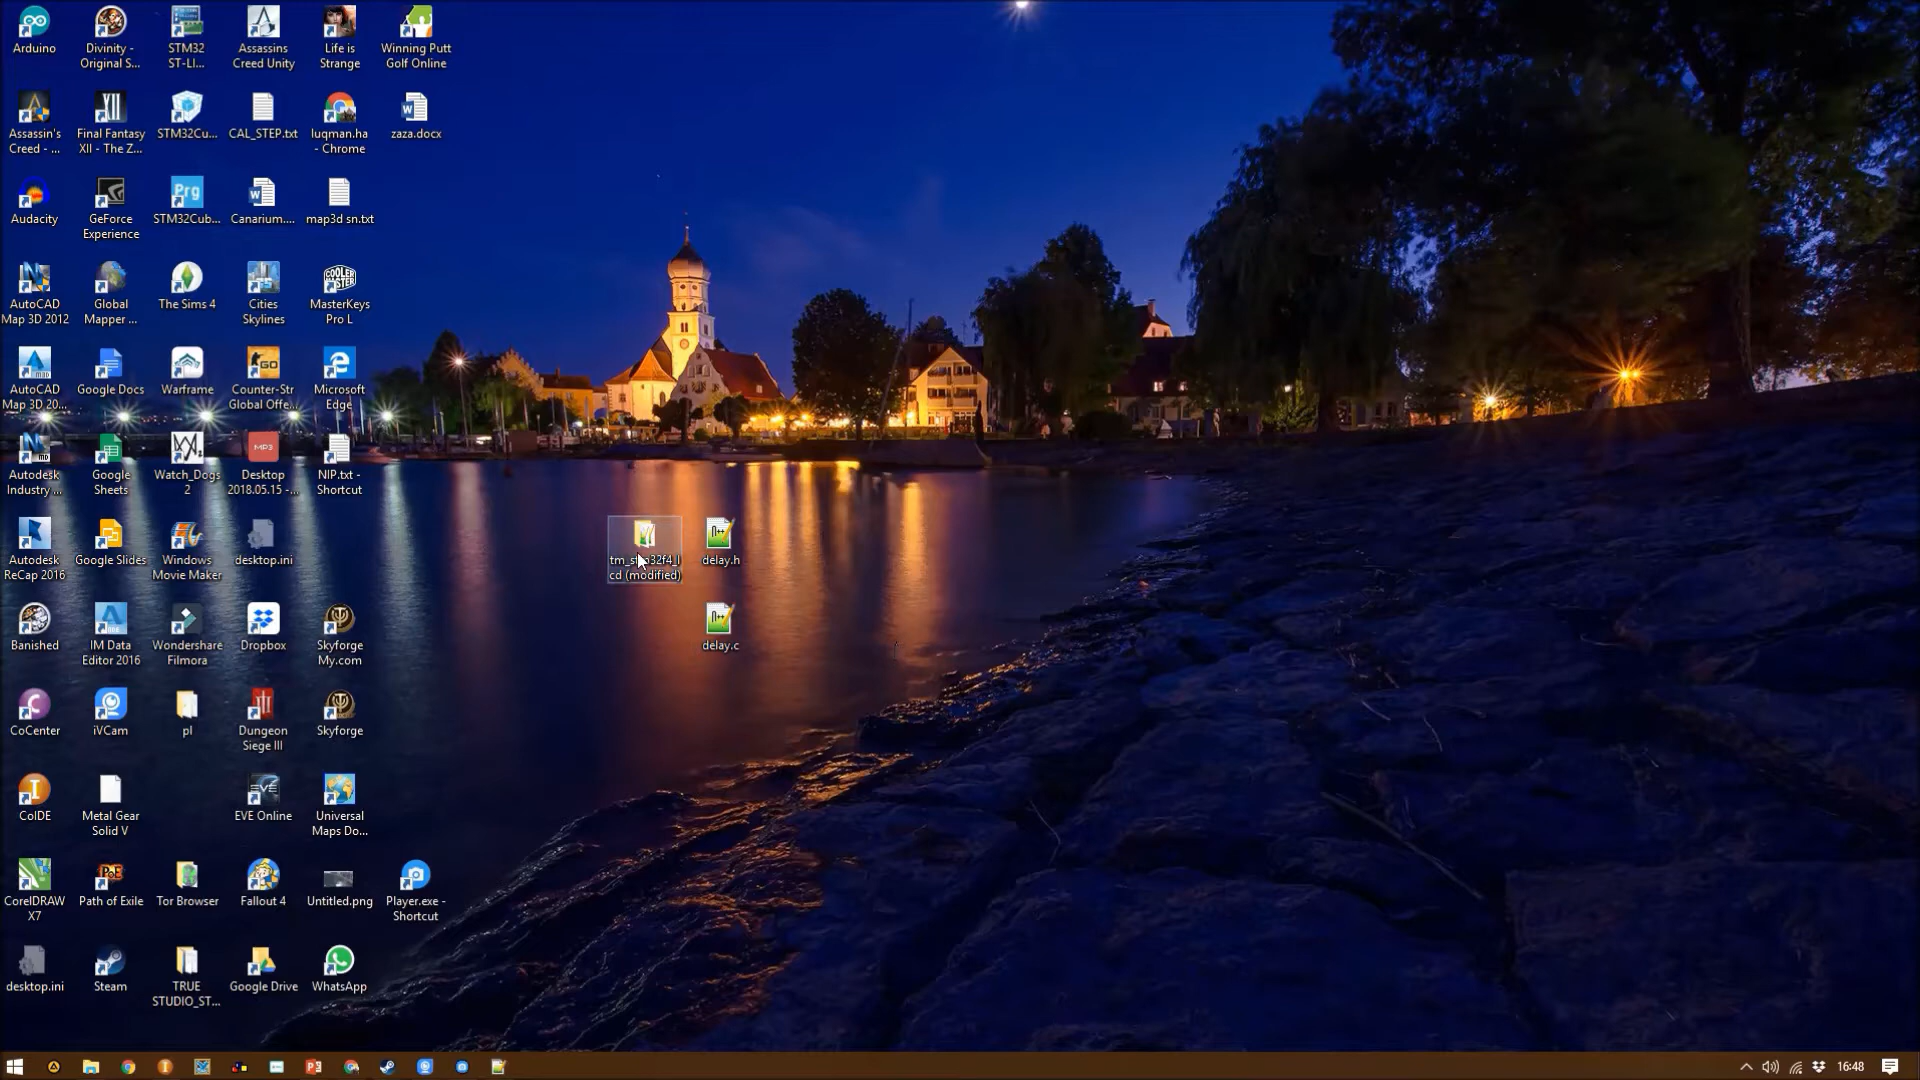 Arduino
Divinity -
Original S...
STM32
ST-LI...
Assassins
Creed Unity
Life is
Strange
Winning Putt
Golf Online
Assassin's
Creed - ...
Final Fantasy
XII - The Z...
STM32Cu...
CAL_STEP.txt
luqman.ha
- Chrome
zaza.docx
Audacity
GeForce
Experience
STM32Cub...
Canarium....
map3d sn.txt
AutoCAD
Map 3D 2012
Global
Mapper ...
The Sims 4
Cities
Skylines
MasterKeys
Pro L
AutoCAD
Map 3D 20...
Google Docs
Warframe
Counter-Str
Global Offe...
Microsoft
Edge
Autodesk
Industry ...
Google
Sheets
Watch_Dogs
2
Desktop
2018.05.15 -...
NIP.txt -
Shortcut
Autodesk
ReCap 2016
Google Slides
Windows
Movie Maker
desktop.ini
tm_st 32f4_l
cd (modified)
delay.h
Banished
IM Data
Editor 2016
Wondershare
Filmora
Dropbox
Skyforge
My.com
delay.c
CoCenter
iVCam
pl
Dungeon
Siege III
Skyforge
CoIDE
Metal Gear
Solid V
EVE Online
Universal
Maps Do...
CorelDRAW
X7
Path of Exile
Tor Browser
Fallout 4
Untitled.png
Player.exe -
Shortcut
desktop.ini
Steam
TRUE
STUDIO_ST...
Google Drive
WhatsApp
16:48